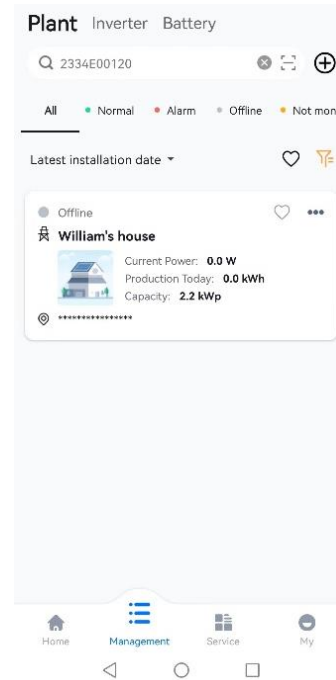 Plant Inverter Battery
2334E00120
All Normal Alarm Offline Not mon
Latest installation date
Offline
William's house
Current Power: 0.0 W
Production Today: 0.0 kWh
Capacity: 2.2 kWp
****************
Home Management Service My